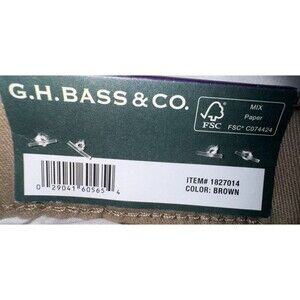 G.H.BASS & CO.
FSC
MIX
Paper
FSC® C074424
0 29041 60565 4
ITEM# 1827014
COLOR: BROWN